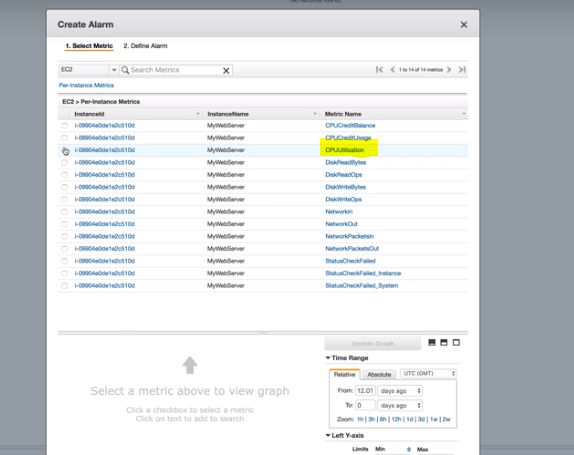 No records found.
Create Alarm
1. Select Metric 2. Define Alarm
EC2 Search Metrics 1 to 14 of 14 metrics
Per-Instance Metrics
EC2 > Per-Instance Metrics
InstanceId InstanceName Metric Name
i-09904e0de1e2c510d MyWebServer CPUCreditBalance
i-09904e0de1e2c510d MyWebServer CPUCreditUsage
i-09904e0de1e2c510d MyWebServer CPUUtilization
i-09904e0de1e2c510d MyWebServer DiskReadBytes
i-09904e0de1e2c510d MyWebServer DiskReadOps
i-09904e0de1e2c510d MyWebServer DiskWriteBytes
i-09904e0de1e2c510d MyWebServer DiskWriteOps
i-09904e0de1e2c510d MyWebServer NetworkIn
i-09904e0de1e2c510d MyWebServer NetworkOut
i-09904e0de1e2c510d MyWebServer NetworkPacketsIn
i-09904e0de1e2c510d MyWebServer NetworkPacketsOut
i-09904e0de1e2c510d MyWebServer StatusCheckFailed
i-09904e0de1e2c510d MyWebServer StatusCheckFailed_Instance
i-09904e0de1e2c510d MyWebServer StatusCheckFailed_System
Update Graph
Select a metric above to view graph
Click a checkbox to select a metric
Click on text to add to search
Time Range
Relative Absolute UTC (GMT)
From: 12.01 days ago
To: 0 days ago
Zoom: 1h | 3h | 6h | 12h | 1d | 3d | 1w | 2w
Left Y-axis
Limits Min 0 Max